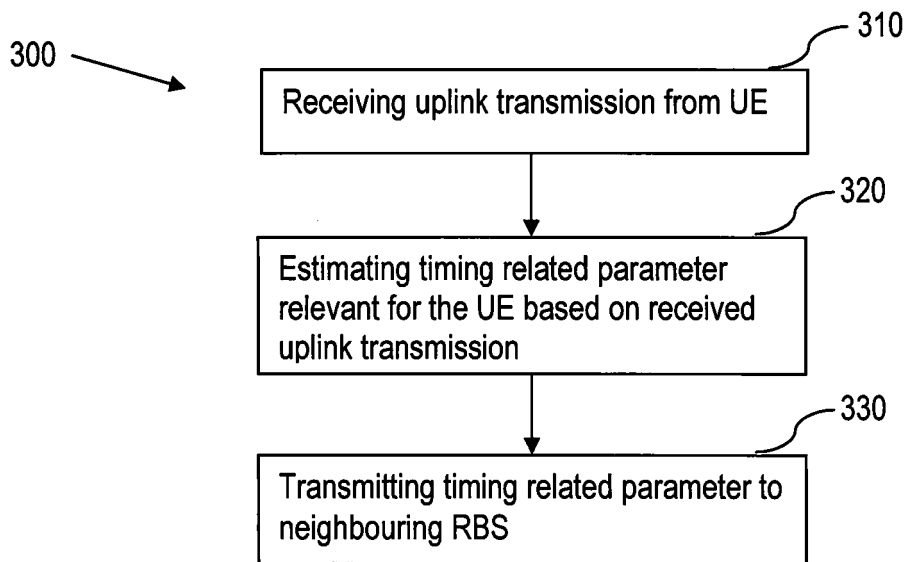 310
300
Receiving uplink transmission from UE
320
Estimating timing related parameter
relevant for the UE based on received
uplink transmission
330
Transmitting timing related parameter to
neighbouring RBS